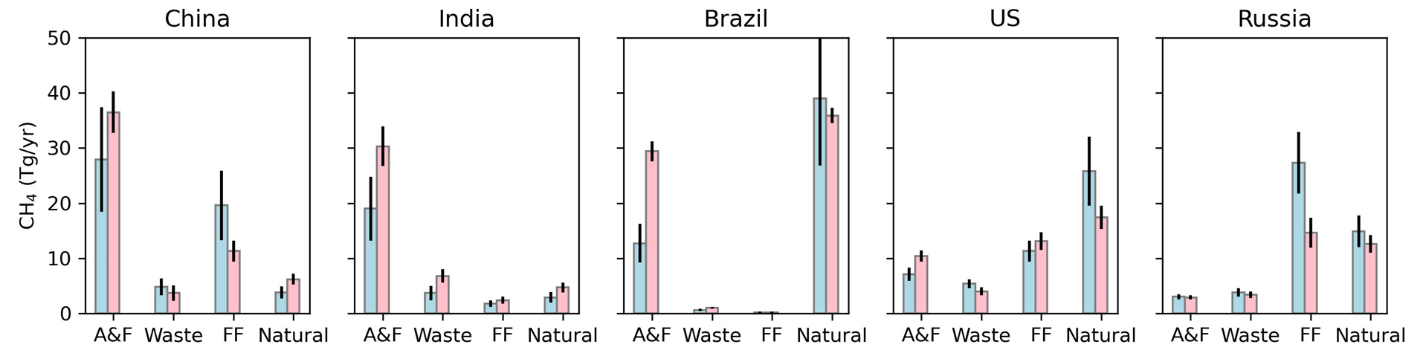 China India Brazil US Russia
50
40
30
20
10
0
CH₄ (Tg/yr)
A&F Waste FF Natural A&F Waste FF Natural A&F Waste FF Natural A&F Waste FF Natural A&F Waste FF Natural